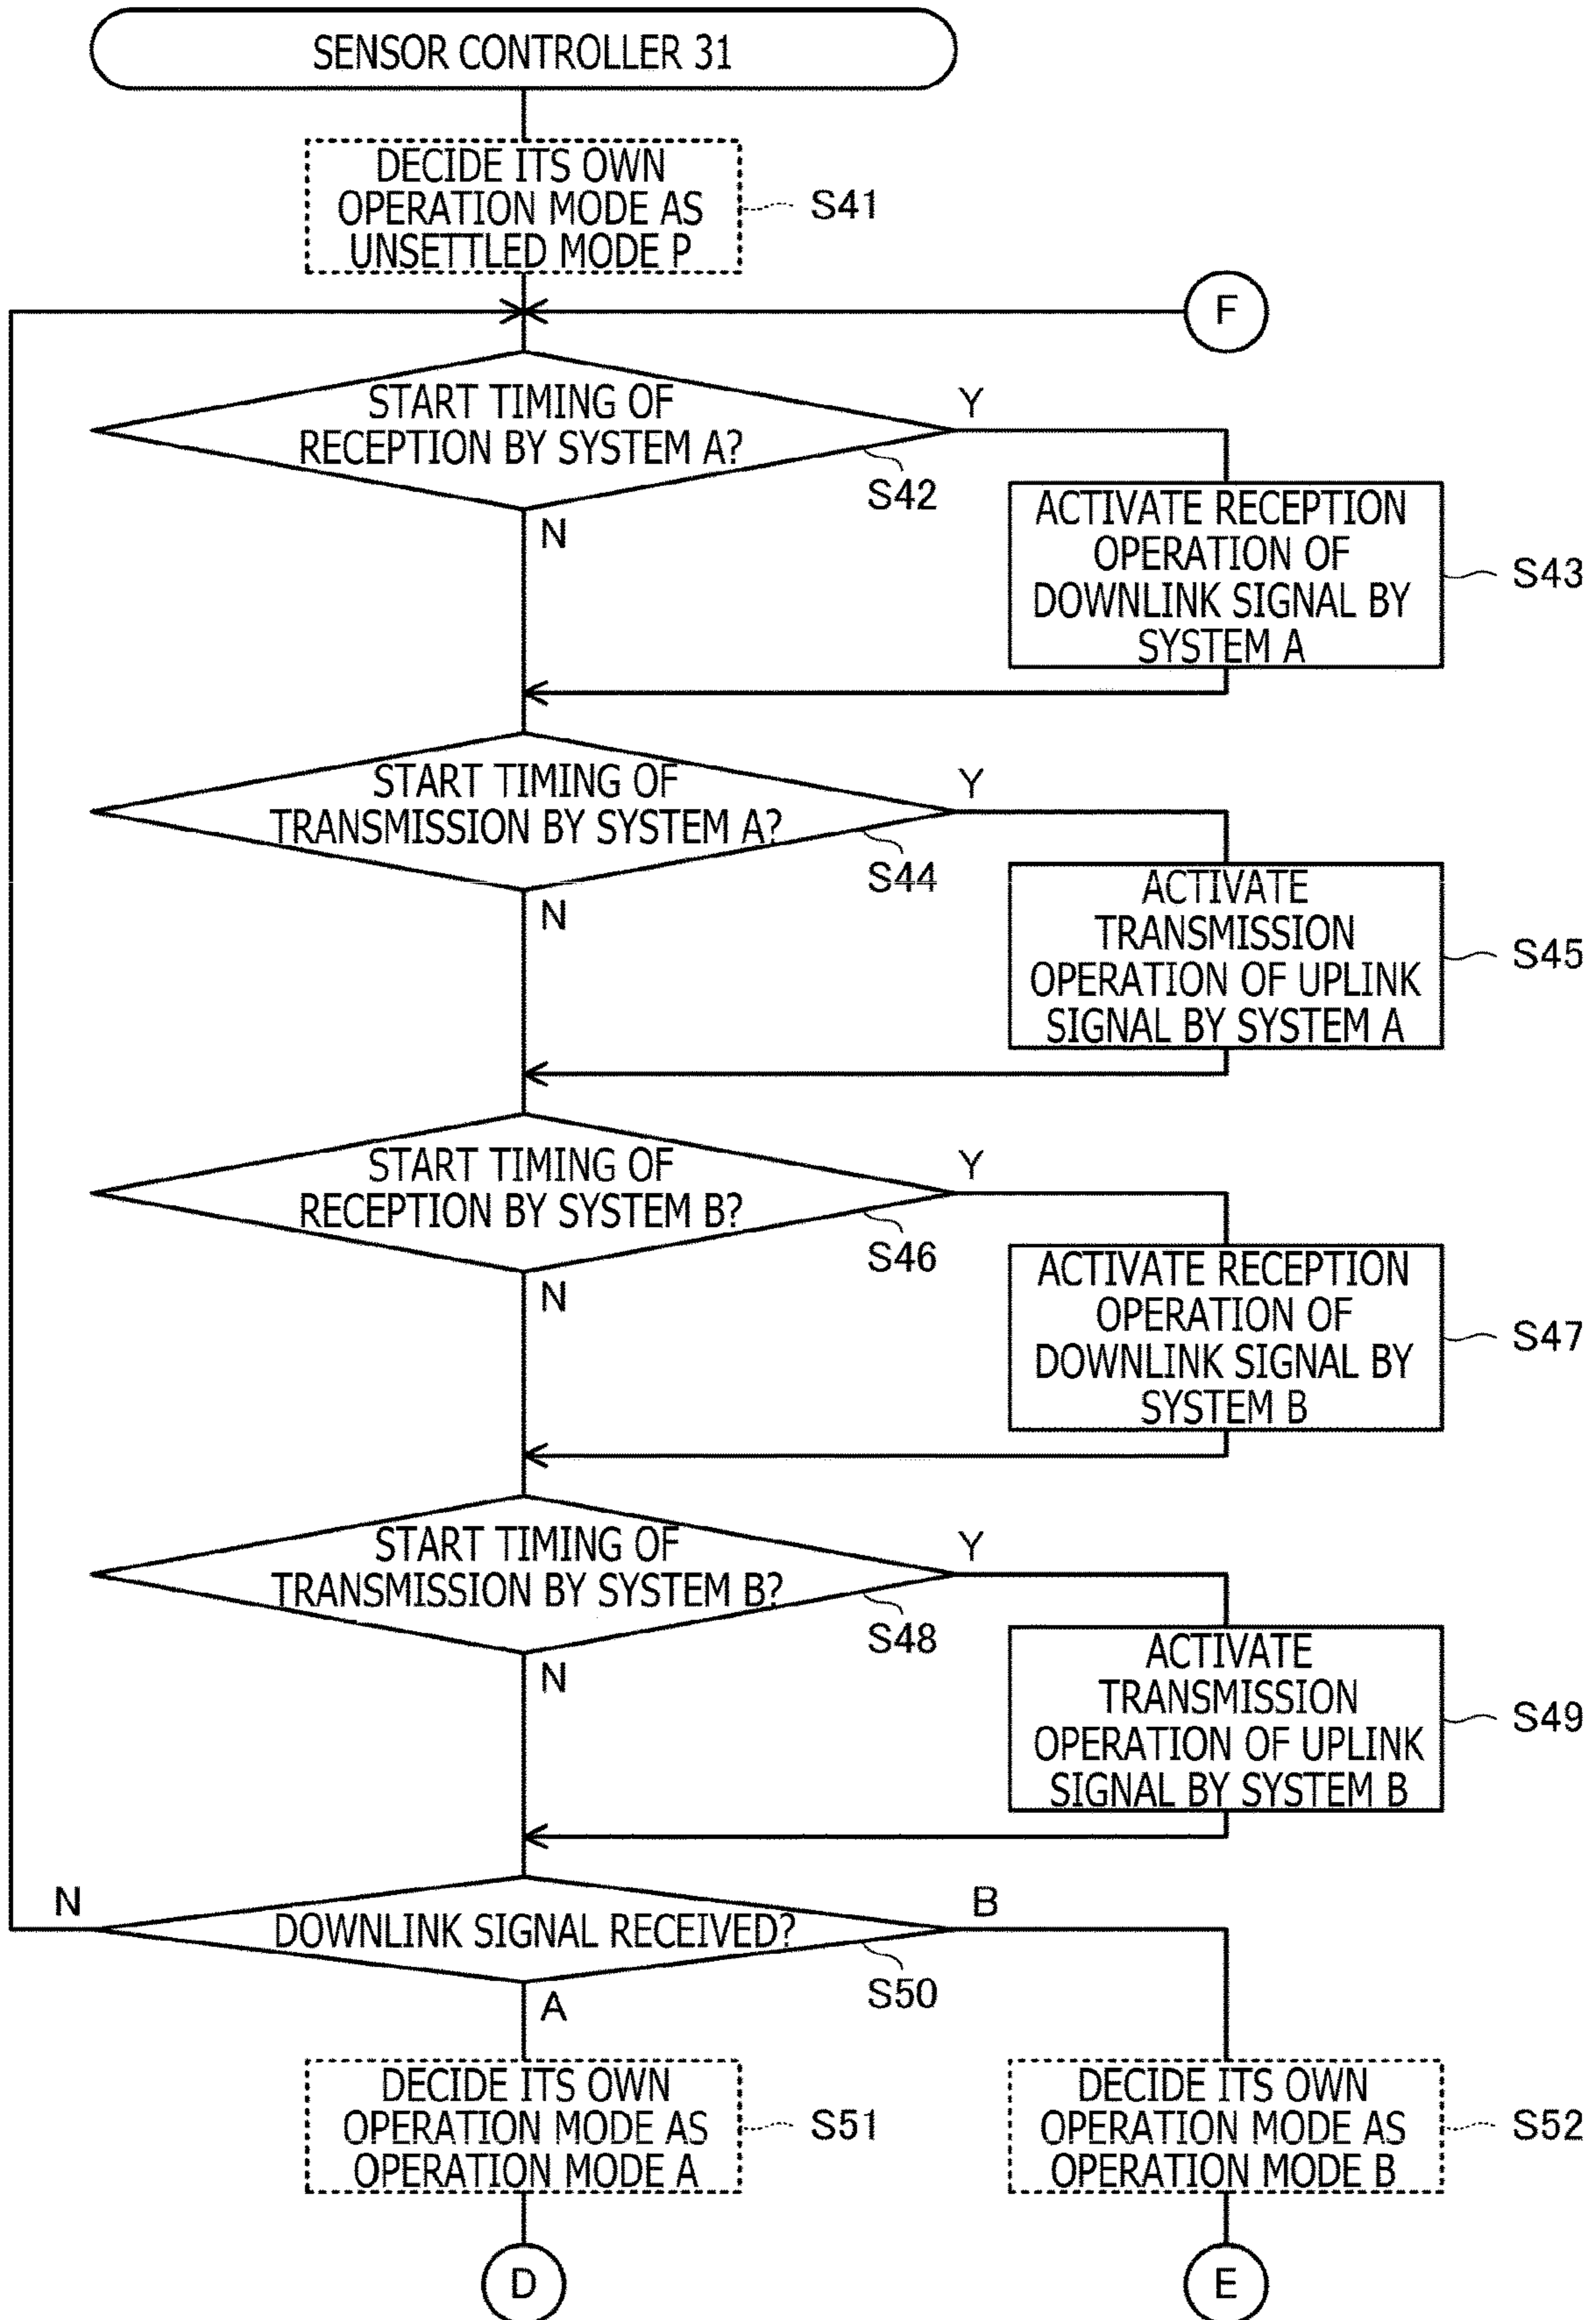 SENSOR CONTROLLER 31
DECIDE ITS OWN
OPERATION MODE AS
UNSETTLED MODE P
S41
F
START TIMING OF
RECEPTION BY SYSTEM A?
Y
S42
N
ACTIVATE RECEPTION
OPERATION OF
DOWNLINK SIGNAL BY
SYSTEM A
S43
START TIMING OF
TRANSMISSION BY SYSTEM A?
Y
S44
N
ACTIVATE
TRANSMISSION
OPERATION OF UPLINK
SIGNAL BY SYSTEM A
S45
START TIMING OF
RECEPTION BY SYSTEM B?
Y
S46
N
ACTIVATE RECEPTION
OPERATION OF
DOWNLINK SIGNAL BY
SYSTEM B
S47
START TIMING OF
TRANSMISSION BY SYSTEM B?
Y
S48
N
ACTIVATE
TRANSMISSION
OPERATION OF UPLINK
SIGNAL BY SYSTEM B
S49
N
DOWNLINK SIGNAL RECEIVED?
B
S50
A
DECIDE ITS OWN
OPERATION MODE AS
OPERATION MODE A
S51
DECIDE ITS OWN
OPERATION MODE AS
OPERATION MODE B
S52
D
E